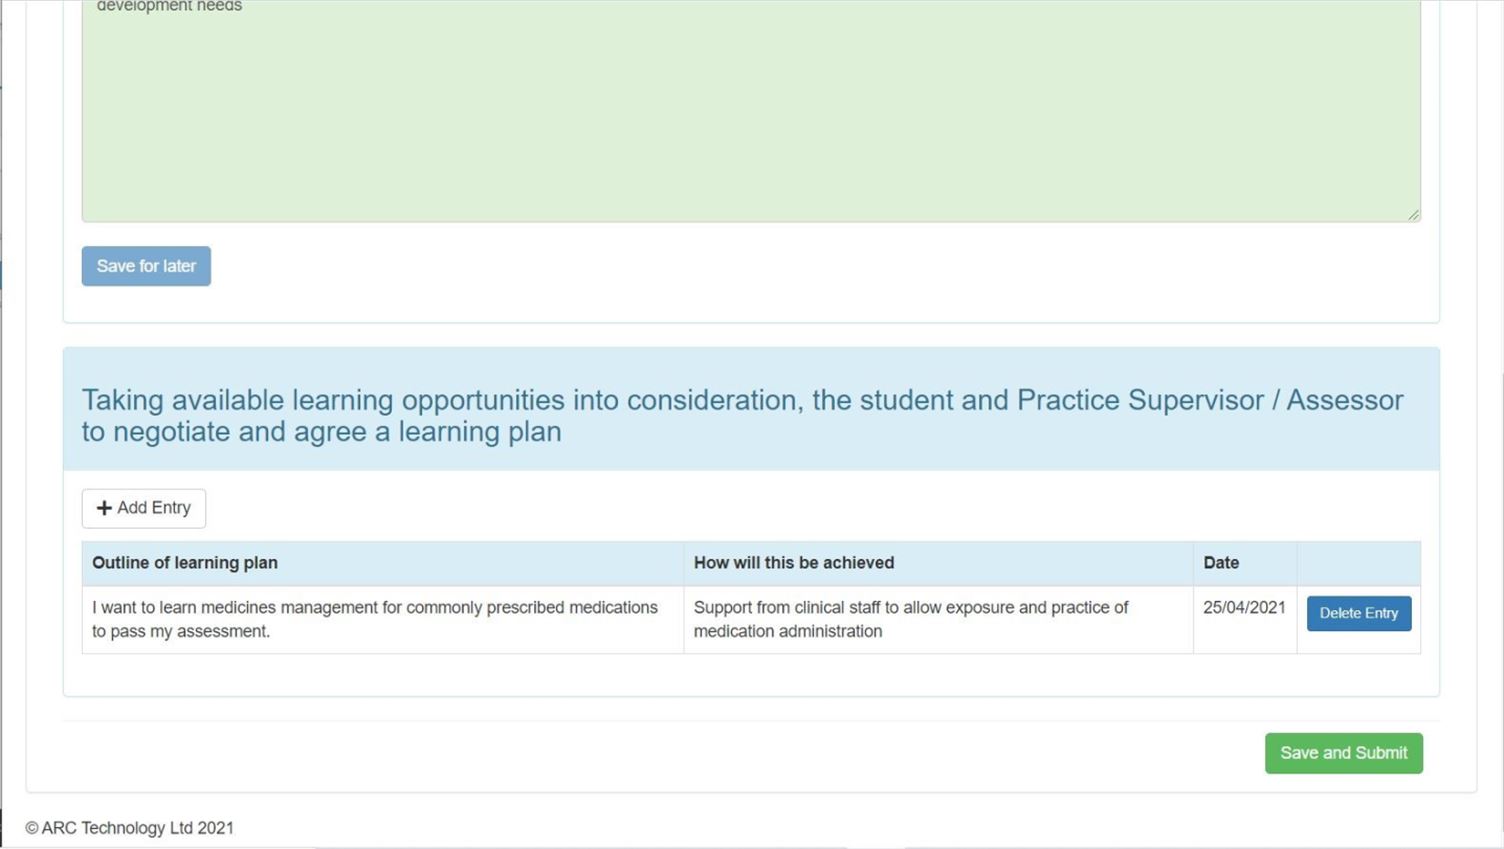 development needs
Save for later
Taking available learning opportunities into consideration, the student and Practice Supervisor / Assessor
to negotiate and agree a learning plan
+ Add Entry
Outline of learning plan How will this be achieved Date
I want to learn medicines management for commonly prescribed medications
to pass my assessment.
Support from clinical staff to allow exposure and practice of
medication administration
25/04/2021
Delete Entry
Save and Submit
© ARC Technology Ltd 2021